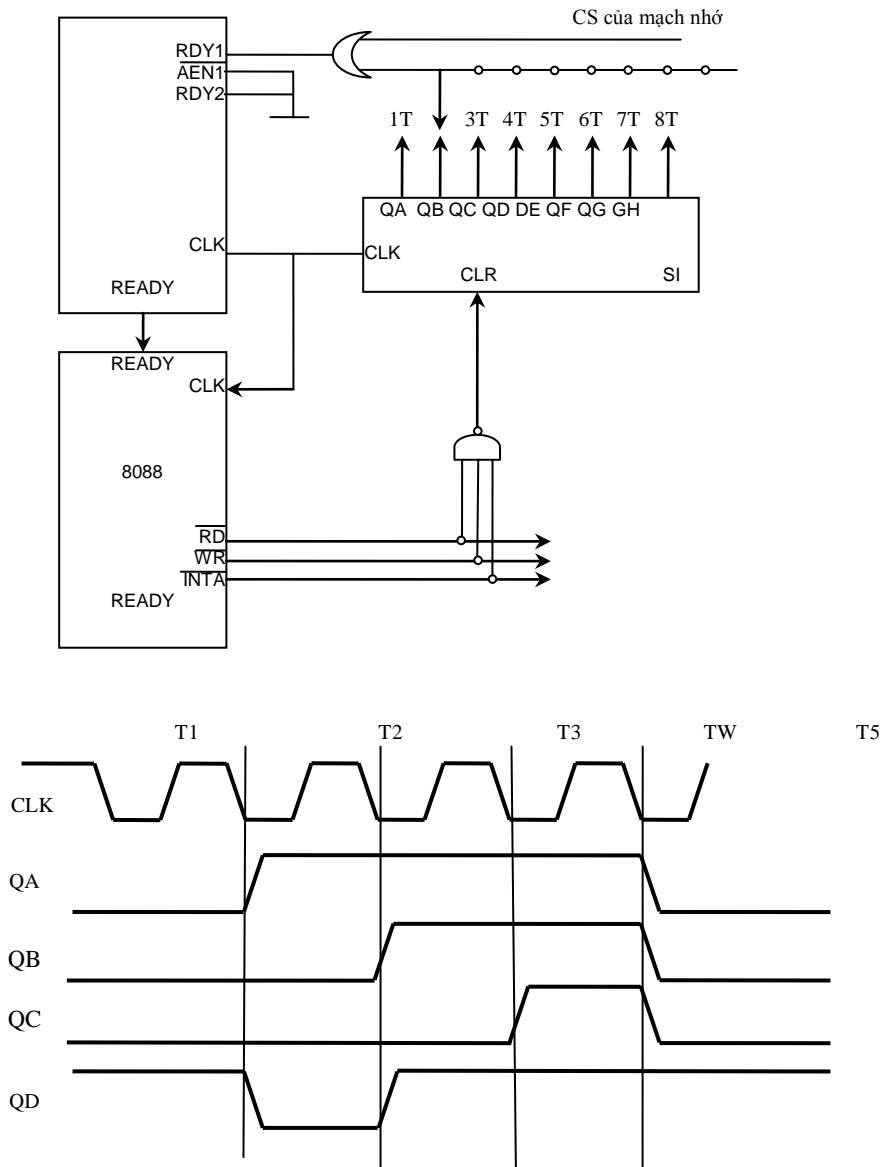 CS của mạch nhớ
RDY1
AEN1
RDY2
1T 3T 4T 5T 6T 7T 8T
QA QB QC QD DE QF QG GH
CLK
CLK
CLR SI
READY
READY
CLK
8088
RD
WR
INTA
READY
T1 T2 T3 TW T5
CLK
QA
QB
QC
QD